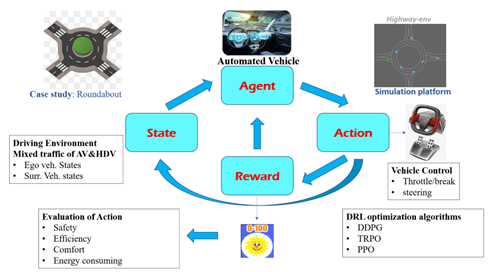 Highway-env
Automated Vehicle
Case study: Roundabout
Simulation platform
Agent
State
Action
Reward
Driving Environment
Mixed traffic of AV&HDV
• Ego veh. States
• Surr. Veh. states
Vehicle Control
• Throttle/break
• steering
Evaluation of Action
• Safety
• Efficiency
• Comfort
• Energy consuming
0-100
DRL optimization algorithms
• DDPG
• TRPO
• PPO